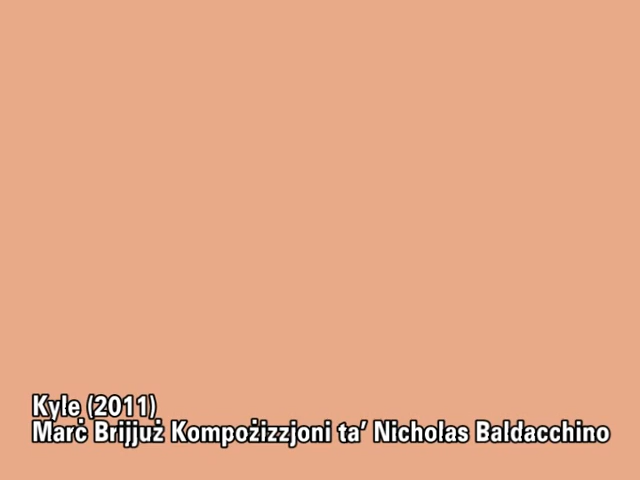 Kyle (2011)
Marċ Brijjuż Kompożizzjoni ta’ Nicholas Baldacchino